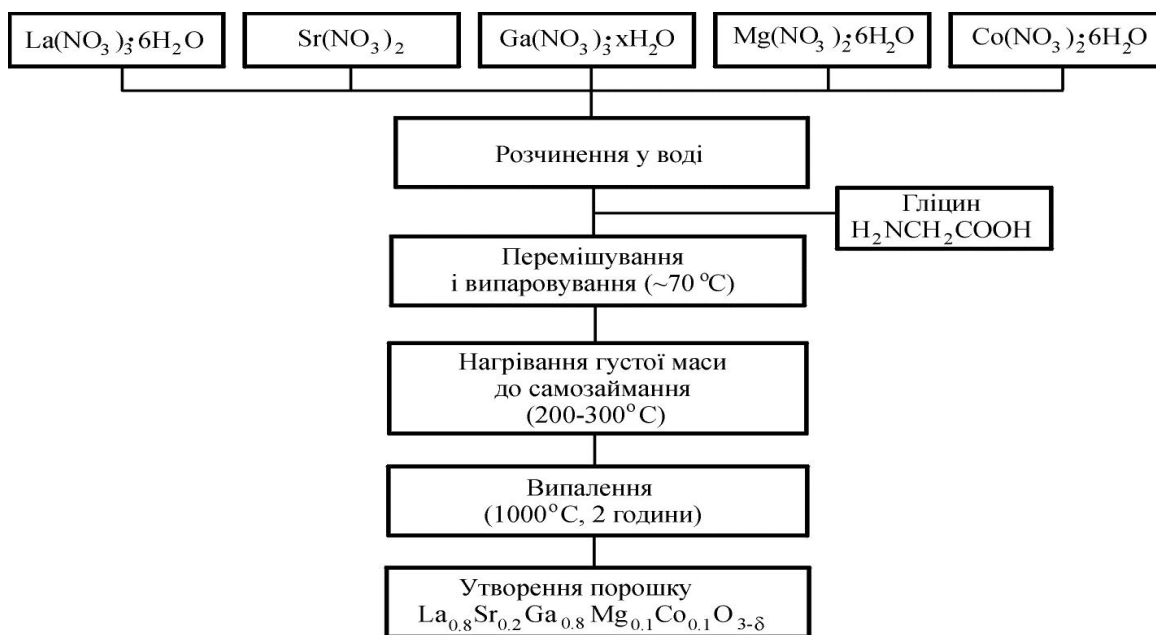 La(NO₃)₃·6H₂O
Sr(NO₃)₂
Ga(NO₃)₃·xH₂O
Mg(NO₃)₂·6H₂O
Co(NO₃)₂·6H₂O
Розчинення у воді
Гліцин
H₂NCH₂COOH
Перемішування
і випаровування (~70 °C)
Нагрівання густої маси
до самозаймання
(200-300°C)
Випалення
(1000°C, 2 години)
Утворення порошку
La₀.₈Sr₀.₂Ga₀.₈Mg₀.₁Co₀.₁O₃₋δ